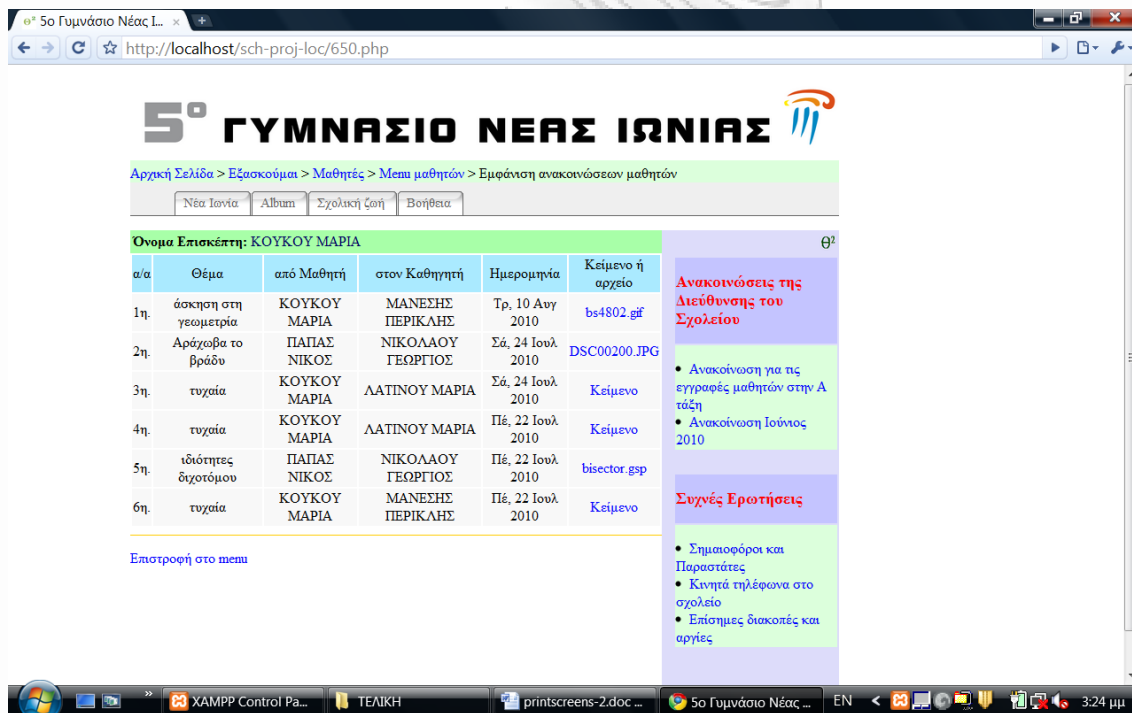 5ο Γυμνάσιο Νέας Ι...
http://localhost/sch-proj-loc/650.php
5° ΓΥΜΝΑΣΙΟ ΝΕΑΣ ΙΩΝΙΑΣ
Αρχική Σελίδα > Εξασκούμαι > Μαθητές > Menu μαθητών > Εμφάνιση ανακοινώσεων μαθητών
Νέα Ιωνία Album Σχολική ζωή Βοήθεια
Όνομα Επισκέπτη: ΚΟΥΚΟΥ ΜΑΡΙΑ
α/α Θέμα από Μαθητή στον Καθηγητή Ημερομηνία Κείμενο ή αρχείο
1η. άσκηση στη γεωμετρία ΚΟΥΚΟΥ ΜΑΡΙΑ ΜΑΝΕΣΗΣ ΠΕΡΙΚΛΗΣ Τρ, 10 Αυγ 2010 bs4802.gif
2η. Αράχωβα το βράδυ ΠΑΠΑΣ ΝΙΚΟΣ ΝΙΚΟΛΑΟΥ ΓΕΩΡΓΙΟΣ Σά, 24 Ιουλ 2010 DSC00200.JPG
3η. τυχαία ΚΟΥΚΟΥ ΜΑΡΙΑ ΛΑΤΙΝΟΥ ΜΑΡΙΑ Σά, 24 Ιουλ 2010 Κείμενο
4η. τυχαία ΚΟΥΚΟΥ ΜΑΡΙΑ ΛΑΤΙΝΟΥ ΜΑΡΙΑ Πέ, 22 Ιουλ 2010 Κείμενο
5η. ιδιότητες διχοτόμου ΠΑΠΑΣ ΝΙΚΟΣ ΝΙΚΟΛΑΟΥ ΓΕΩΡΓΙΟΣ Πέ, 22 Ιουλ 2010 bisector.gsp
6η. τυχαία ΚΟΥΚΟΥ ΜΑΡΙΑ ΜΑΝΕΣΗΣ ΠΕΡΙΚΛΗΣ Πέ, 22 Ιουλ 2010 Κείμενο
Επιστροφή στο menu
θ²
Ανακοινώσεις της
Διεύθυνσης του
Σχολείου
• Ανακοίνωση για τις
εγγραφές μαθητών στην Α
τάξη
• Ανακοίνωση Ιούνιος
2010
Συχνές Ερωτήσεις
• Σημαιοφόροι και
Παραστάτες
• Κινητά τηλέφωνα στο
σχολείο
• Επίσημες διακοπές και
αργίες
XAMPP Control Pa... ΤΕΛΙΚΗ printscreens-2.doc ... 5ο Γυμνάσιο Νέας ... EN 3:24 μμ